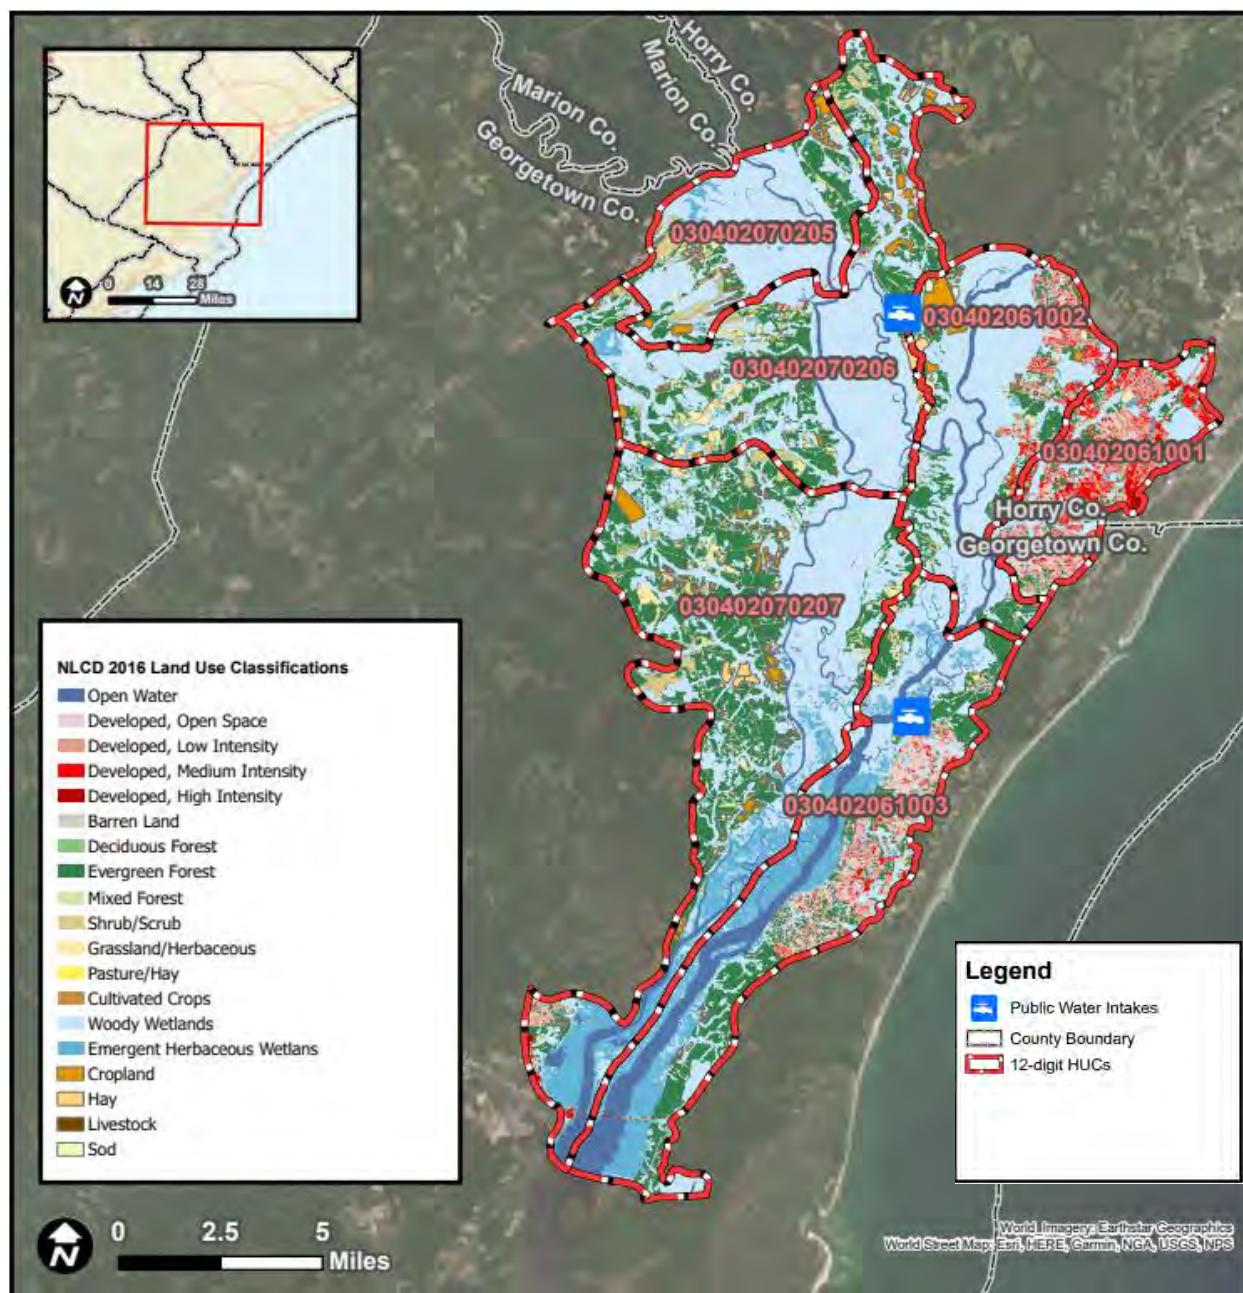 Horry Co.
Marion Co.
Marion Co.
Georgetown Co.
0 14 28
Miles
N
030402070205
030402061002
030402070206
030402061001
Horry Co.
Georgetown Co.
030402070207
030402061003
NLCD 2016 Land Use Classifications
Open Water
Developed, Open Space
Developed, Low Intensity
Developed, Medium Intensity
Developed, High Intensity
Barren Land
Deciduous Forest
Evergreen Forest
Mixed Forest
Shrub/Scrub
Grassland/Herbaceous
Pasture/Hay
Cultivated Crops
Woody Wetlands
Emergent Herbaceous Wetlans
Cropland
Hay
Livestock
Sod
Legend
Public Water Intakes
County Boundary
12-digit HUCs
N
0 2.5 5
Miles
World Imagery: Earthstar Geographics
World Street Map: Esri, HERE, Garmin, NGA, USGS, NPS